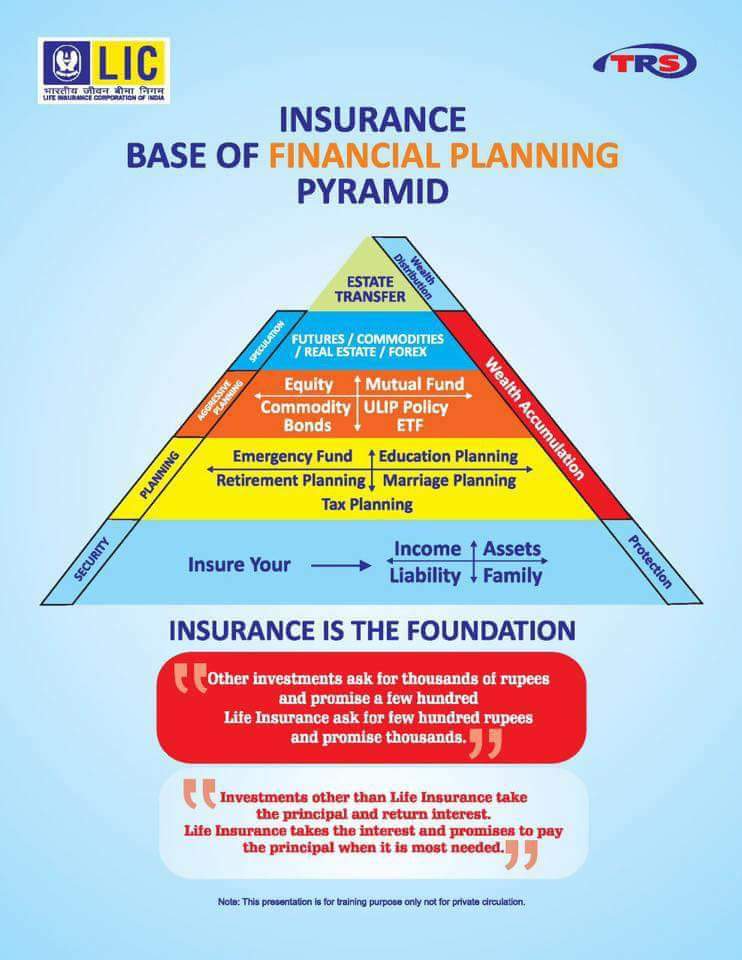 LIC
भारतीय जीवन बीमा निगम
LIFE INSURANCE CORPORATION OF INDIA
TRS
INSURANCE
BASE OF FINANCIAL PLANNING
PYRAMID
ESTATE
TRANSFER
Wealth
Distribution
SPECULATION
FUTURES / COMMODITIES
/ REAL ESTATE / FOREX
AGGRESSIVE
PLANNING
Equity Mutual Fund
Commodity ULIP Policy
Bonds ETF
Wealth Accumulation
PLANNING
Emergency Fund Education Planning
Retirement Planning Marriage Planning
Tax Planning
SECURITY
Insure Your
Income Assets
Liability Family
Protection
INSURANCE IS THE FOUNDATION
"Other investments ask for thousands of rupees
and promise a few hundred
Life Insurance ask for few hundred rupees
and promise thousands."
"Investments other than Life Insurance take
the principal and return interest.
Life Insurance takes the interest and promises to pay
the principal when it is most needed."
Note: This presentation is for training purpose only not for private circulation.